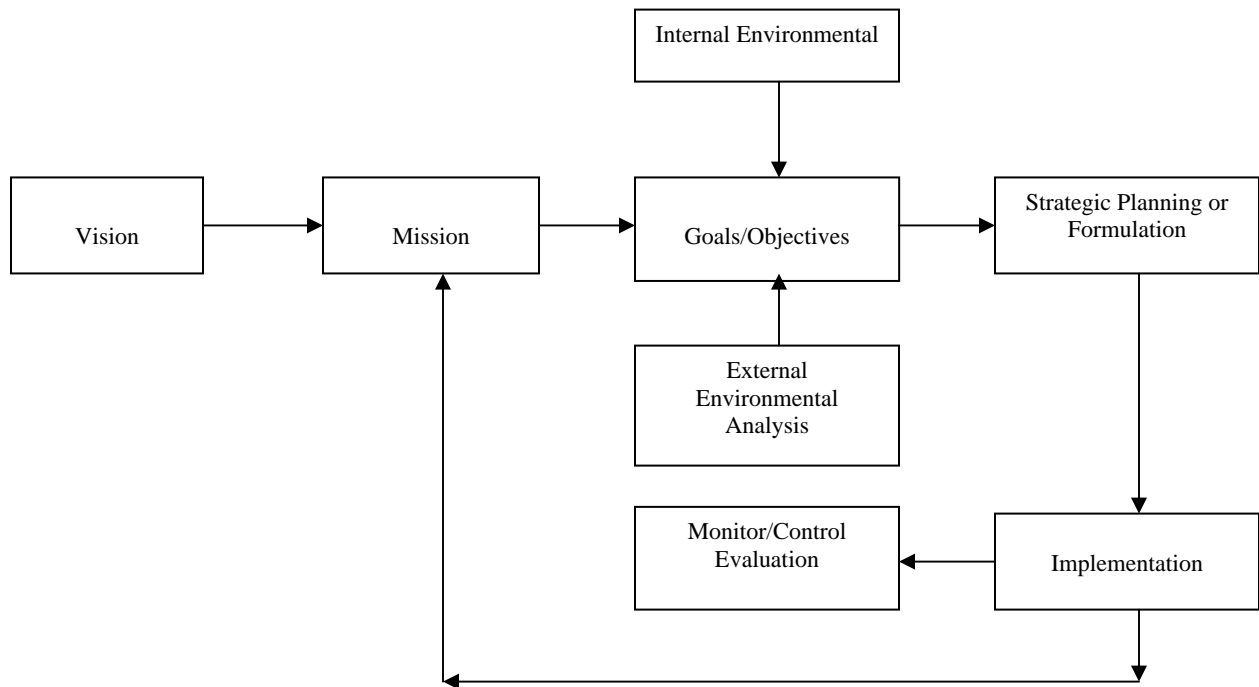 Internal Environmental
Vision
Mission
Goals/Objectives
Strategic Planning or
Formulation
External
Environmental
Analysis
Monitor/Control
Evaluation
Implementation